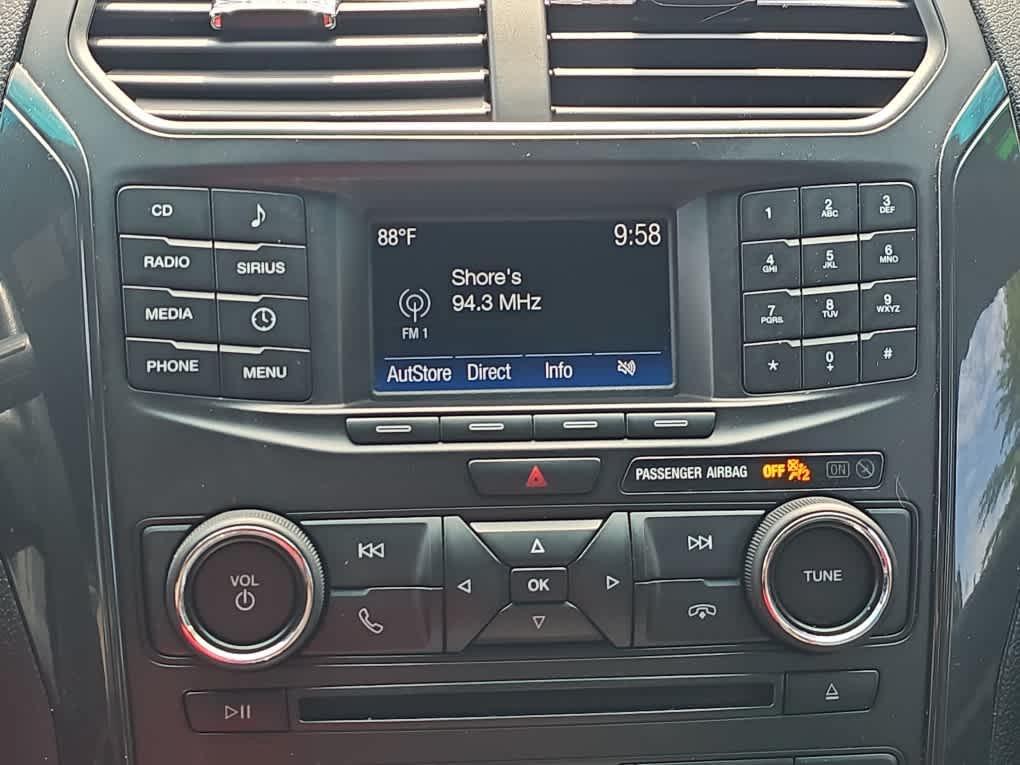 CD
RADIO
SIRIUS
MEDIA
PHONE
MENU
88°F
9:58
Shore's
94.3 MHz
FM 1
AutoStore Direct Info
1
2 ABC
3 DEF
4 GHI
5 JKL
6 MNO
7 PQRS
8 TUV
9 WXYZ
*
0 +
#
PASSENGER AIRBAG OFF 2 ON
VOL
OK
TUNE